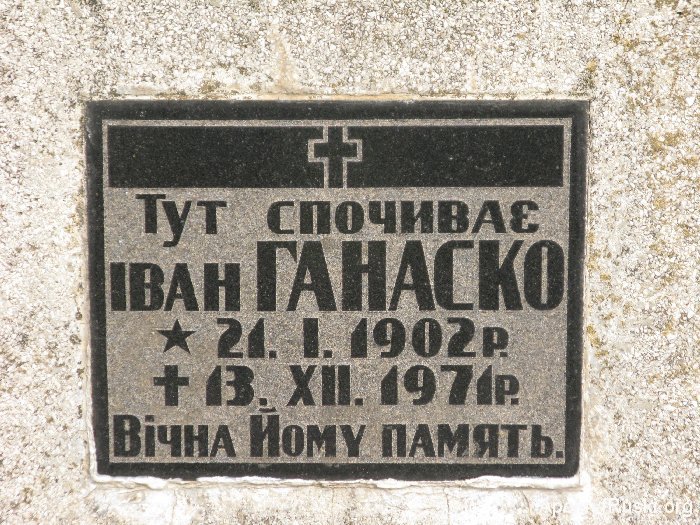 Тут спочиває
Іван ГАНАСКО
★ 21. I. 1902 р.
✝ 13. XII. 1971 р.
Вічна Йому память.